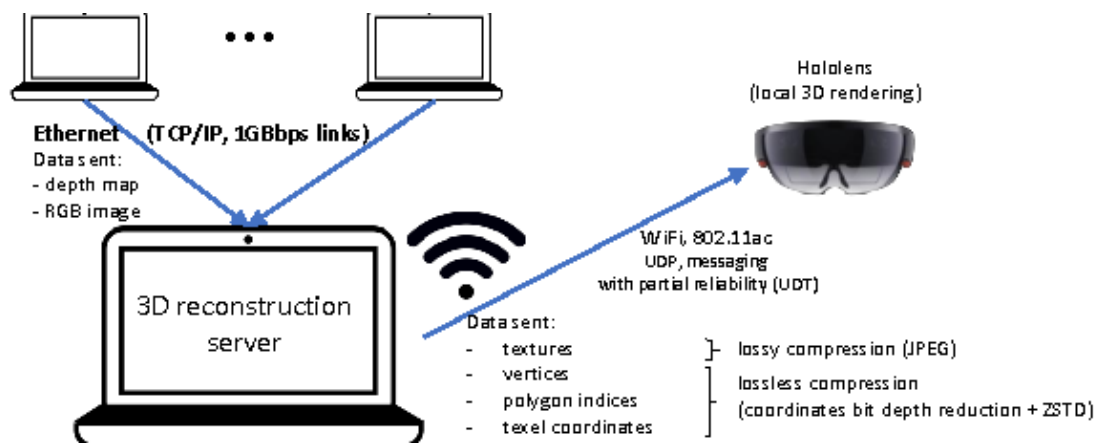 Hololens
(local 3D rendering)
Ethernet (TCP/IP, 1GBbps links)
Data sent:
- depth map
- RGB image
WiFi, 802.11ac
UDP, messaging
with partial reliability (UDT)
3D reconstruction
server
Data sent:
- textures
- vertices
- polygon indices
- texel coordinates
lossy compression (JPEG)
lossless compression
(coordinates bit depth reduction + ZSTD)